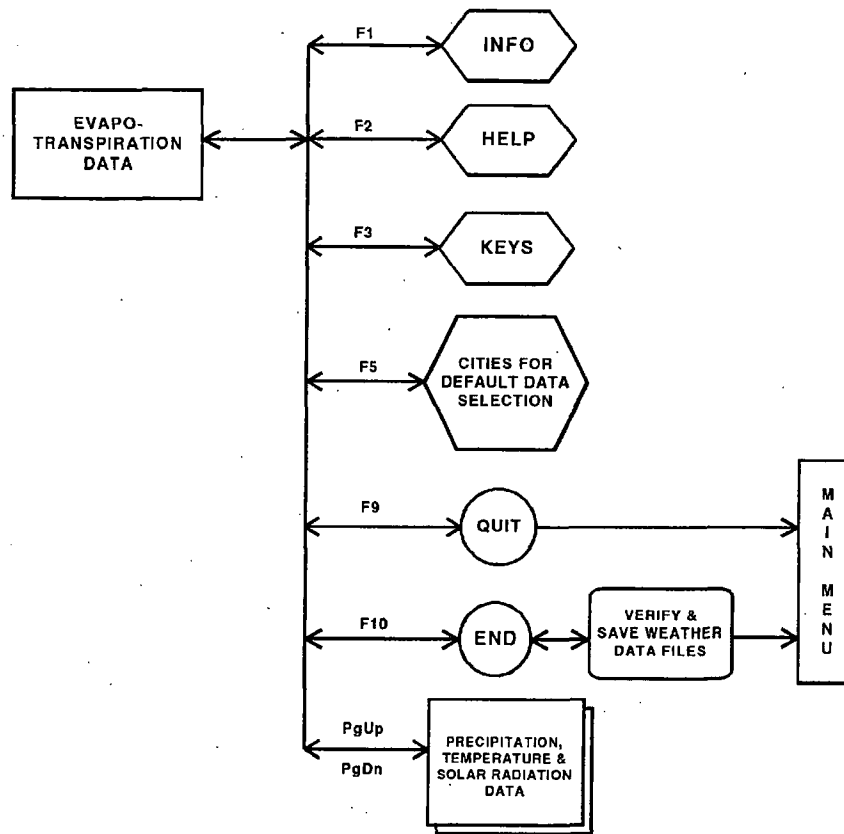 F1
INFO
EVAPO-
TRANSPIRATION
DATA
F2
HELP
F3
KEYS
F5
CITIES FOR
DEFAULT DATA
SELECTION
F9
QUIT
F10
END
VERIFY &
SAVE WEATHER
DATA FILES
M
A
I
N
M
E
N
U
PgUp
PgDn
PRECIPITATION,
TEMPERATURE &
SOLAR RADIATION
DATA